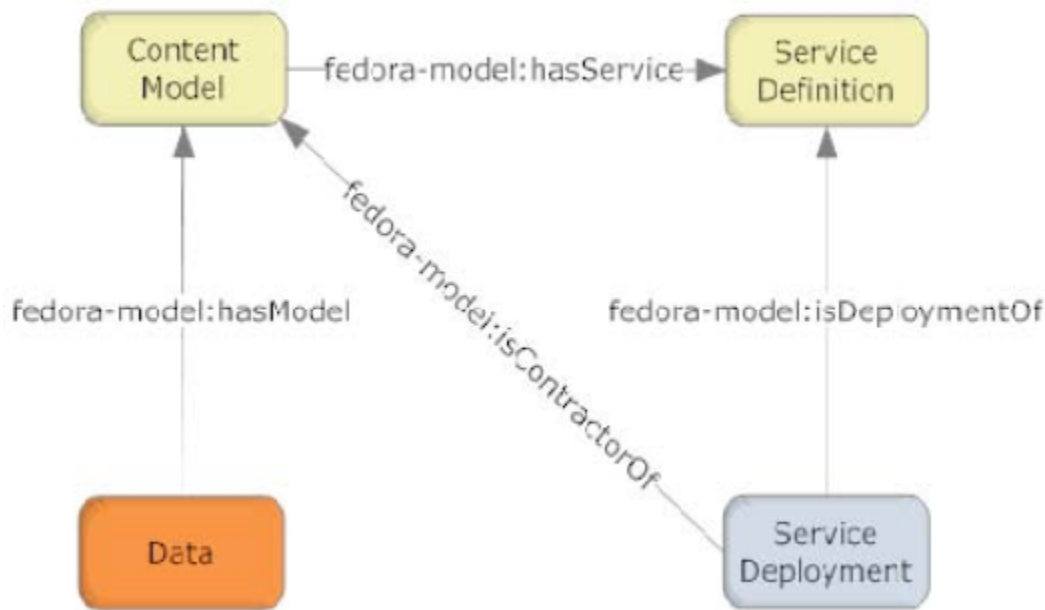 Content
Model
fedora-model:hasService
Service
Definition
fedora-model:isContractorOf
fedora-model:hasModel
fedora-model:isDeploymentOf
Data
Service
Deployment